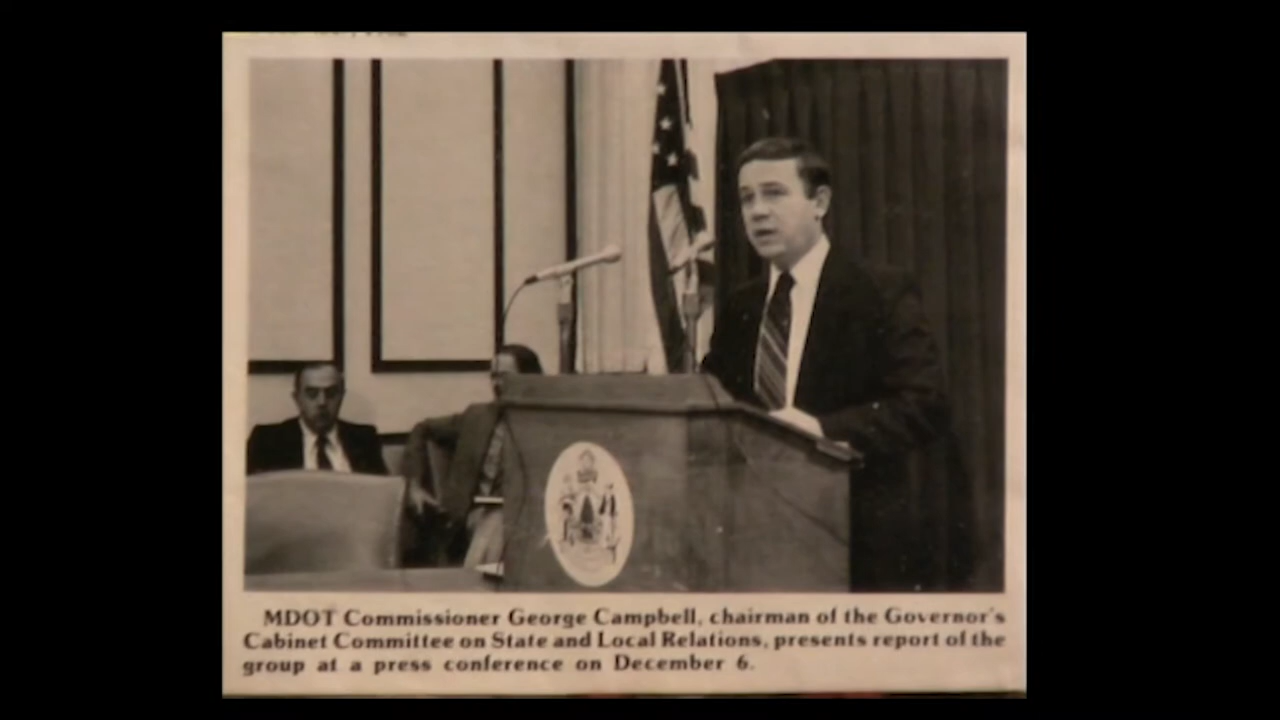 MDOT Commissioner George Campbell, chairman of the Governor's
Cabinet Committee on State and Local Relations, presents report of the
group at a press conference on December 6.